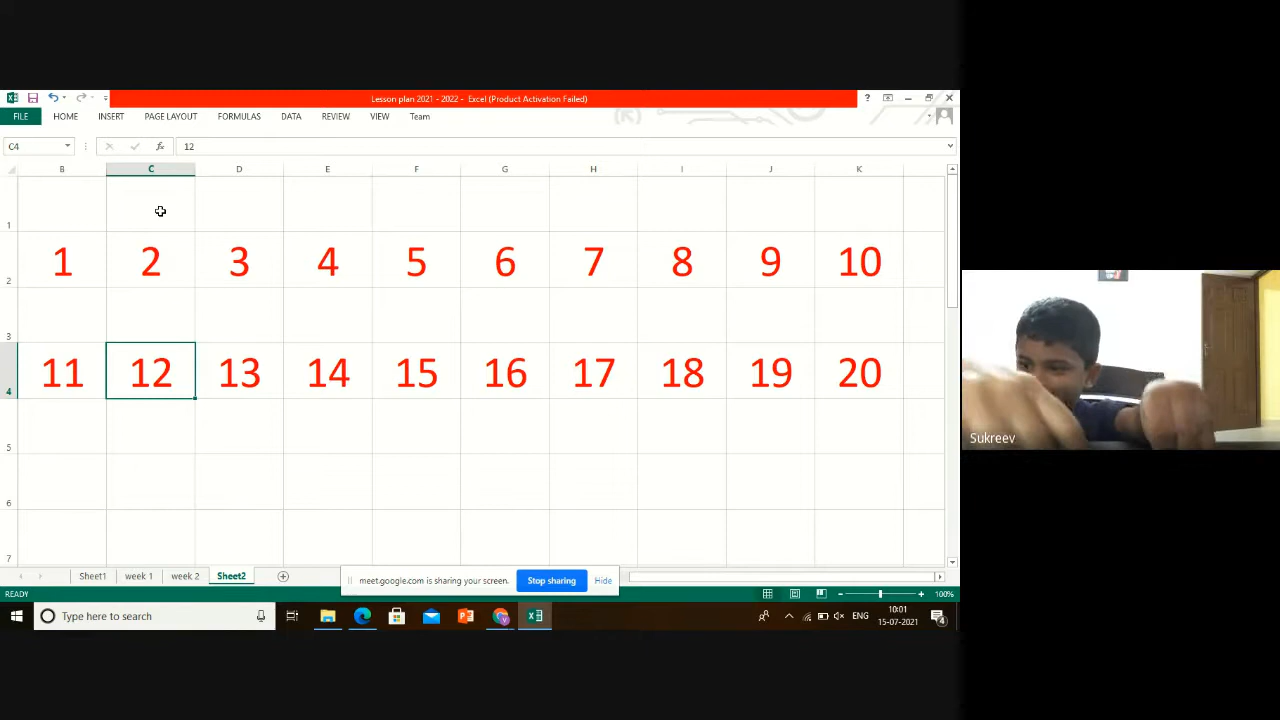 Lesson plan 2021 - 2022 - Excel (Product Activation Failed)
FILE HOME INSERT PAGE LAYOUT FORMULAS DATA REVIEW VIEW Team
C4 fx 12
B C D E F G H I J K
1
1 2 3 4 5 6 7 8 9 10
2
3
11 12 13 14 15 16 17 18 19 20
4
5
6
7
Sukreev
Sheet1 week 1 week 2 Sheet2
meet.google.com is sharing your screen. Stop sharing Hide
READY 100%
Type here to search ENG 10:01
15-07-2021 4